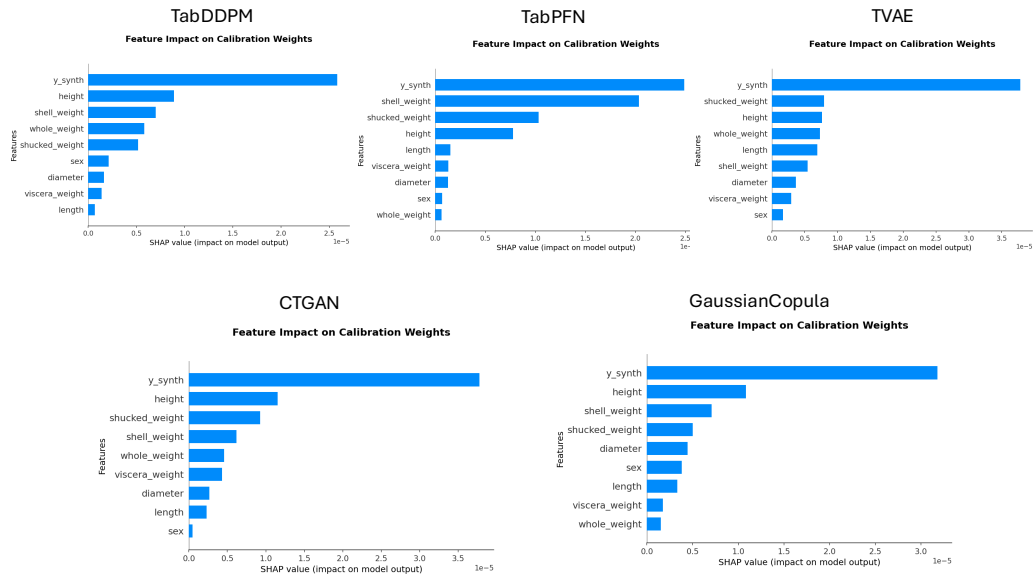 TabDDPM
Feature Impact on Calibration Weights
y_synth
height
shell_weight
whole_weight
shucked_weight
sex
diameter
viscera_weight
length
Features
0.0 0.5 1.0 1.5 2.0 2.5
1e−5
SHAP value (impact on model output)
TabPFN
Feature Impact on Calibration Weights
y_synth
shell_weight
shucked_weight
height
length
viscera_weight
diameter
sex
whole_weight
Features
0.0 0.5 1.0 1.5 2.0 2.5
1e−
SHAP value (impact on model output)
TVAE
Feature Impact on Calibration Weights
y_synth
shucked_weight
height
whole_weight
length
shell_weight
diameter
viscera_weight
sex
Features
0.0 0.5 1.0 1.5 2.0 2.5 3.0 3.5
1e−5
SHAP value (impact on model output)
CTGAN
Feature Impact on Calibration Weights
y_synth
height
shucked_weight
shell_weight
whole_weight
viscera_weight
diameter
length
sex
Features
0.0 0.5 1.0 1.5 2.0 2.5 3.0 3.5
1e−5
SHAP value (impact on model output)
GaussianCopula
Feature Impact on Calibration Weights
y_synth
height
shell_weight
shucked_weight
diameter
sex
length
viscera_weight
whole_weight
Features
0.0 0.5 1.0 1.5 2.0 2.5 3.0
1e−5
SHAP value (impact on model output)